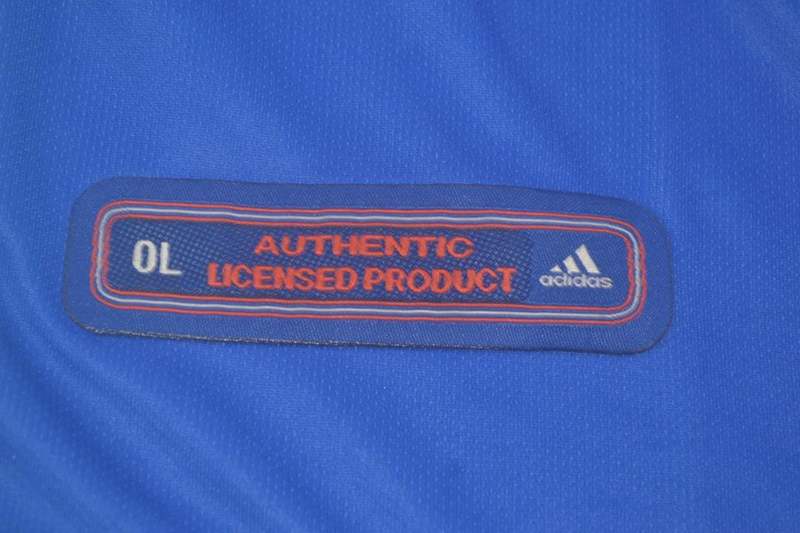 OL
AUTHENTIC
LICENSED PRODUCT
adidas